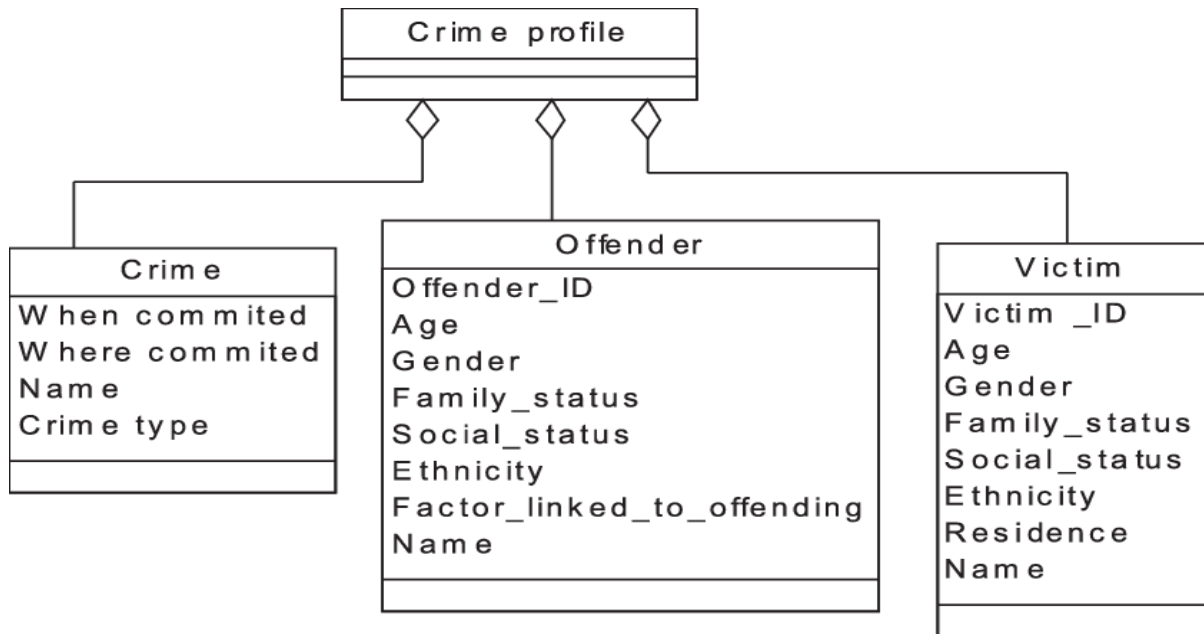 Crime profile
Crime
When commited
Where commited
Name
Crime type
Offender
Offender_ID
Age
Gender
Family_status
Social_status
Ethnicity
Factor_linked_to_offending
Name
Victim
Victim _ID
Age
Gender
Family_status
Social_status
Ethnicity
Residence
Name